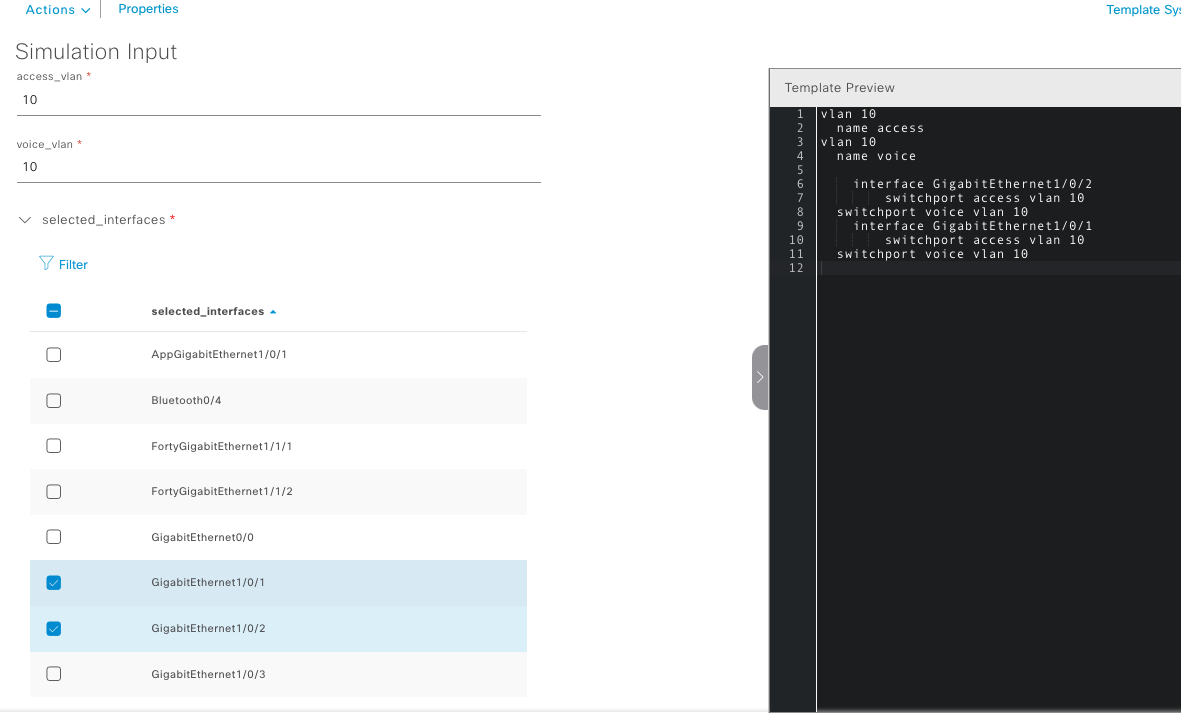 Actions
Properties
Template Sys
Simulation Input
access_vlan *
10
voice_vlan *
10
selected_interfaces *
Filter
selected_interfaces
AppGigabitEthernet1/0/1
Bluetooth0/4
FortyGigabitEthernet1/1/1
FortyGigabitEthernet1/1/2
GigabitEthernet0/0
GigabitEthernet1/0/1
GigabitEthernet1/0/2
GigabitEthernet1/0/3
Template Preview
1 vlan 10
2 name access
3 vlan 10
4 name voice
5
6 interface GigabitEthernet1/0/2
7 switchport access vlan 10
8 switchport voice vlan 10
9 interface GigabitEthernet1/0/1
10 switchport access vlan 10
11 switchport voice vlan 10
12